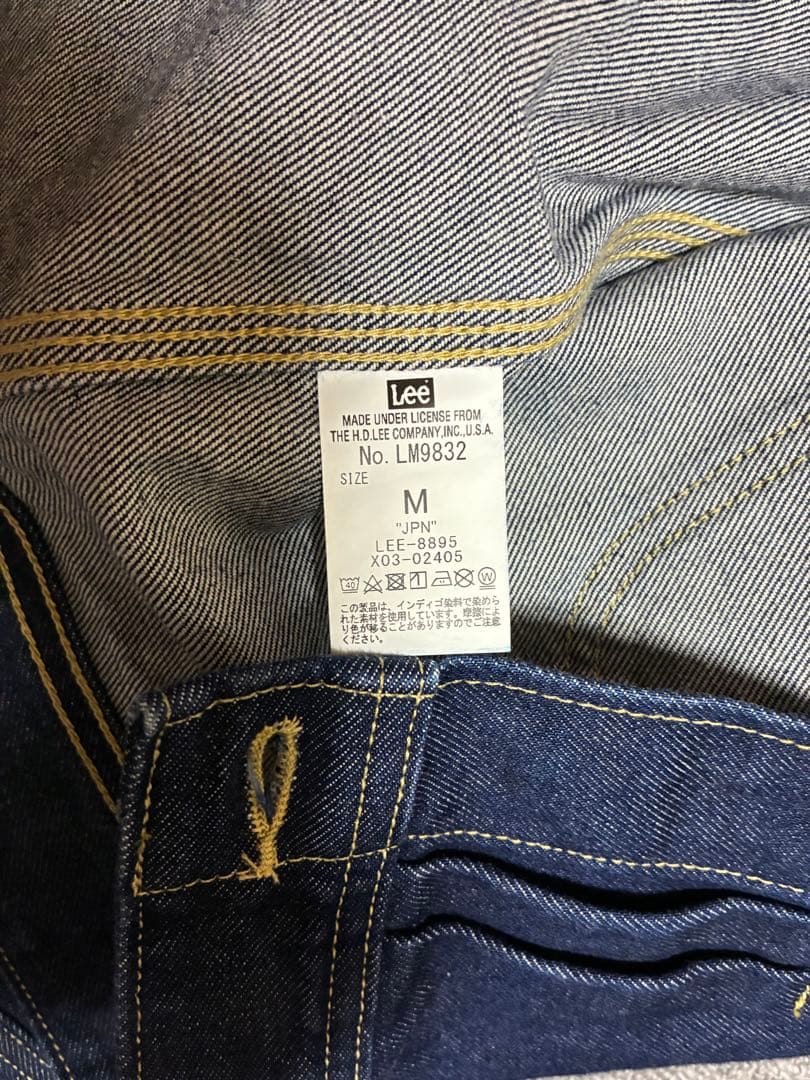 Lee
MADE UNDER LICENSE FROM
THE H.D.LEE COMPANY,INC.,U.S.A.
No. LM9832
SIZE
M
"JPN"
LEE-8895
X03-02405
40 W
この製品は、インディゴ染料で染めら
れた素材を使用しています。摩擦によ
り色が移ることがありますのでご注意
ください。